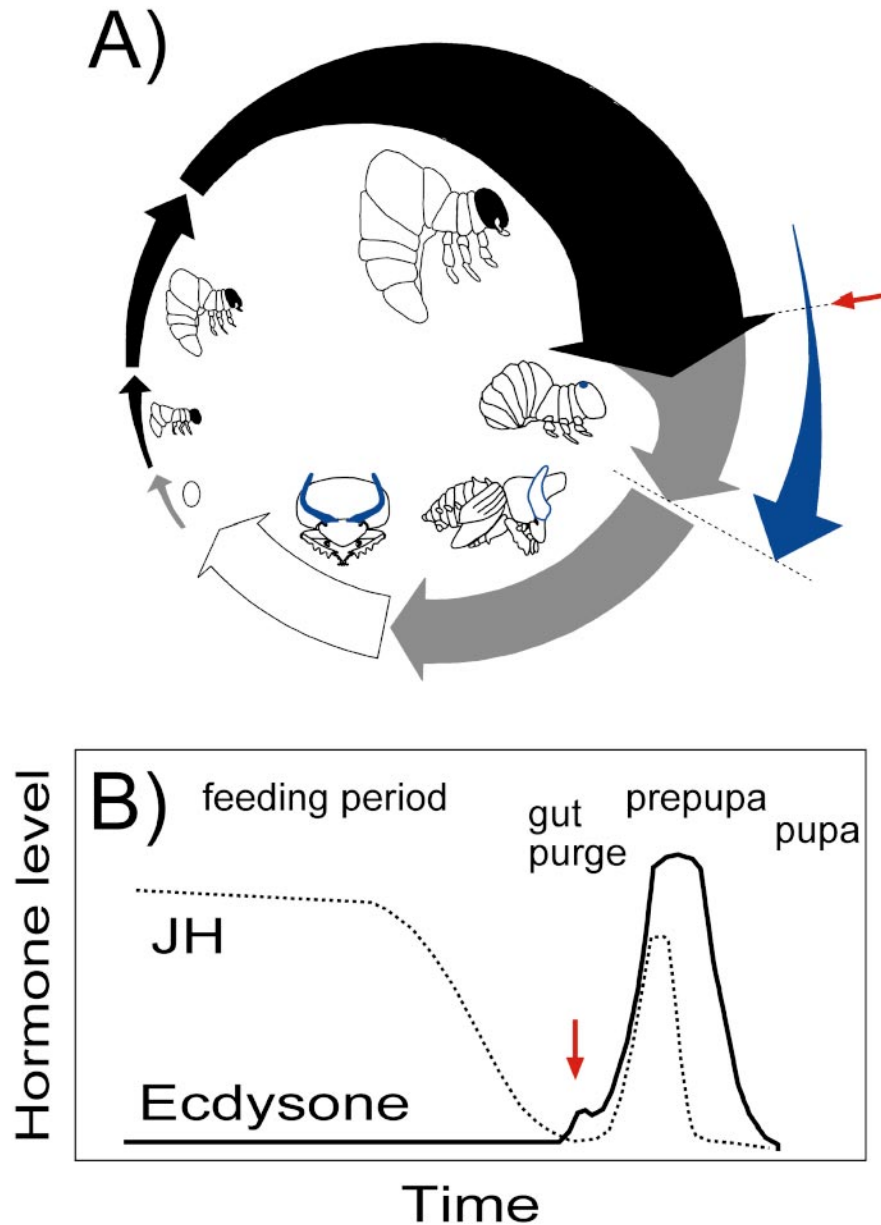 A)
B)
feeding period
gut
purge
prepupa
pupa
JH
Ecdysone
Hormone level
Time